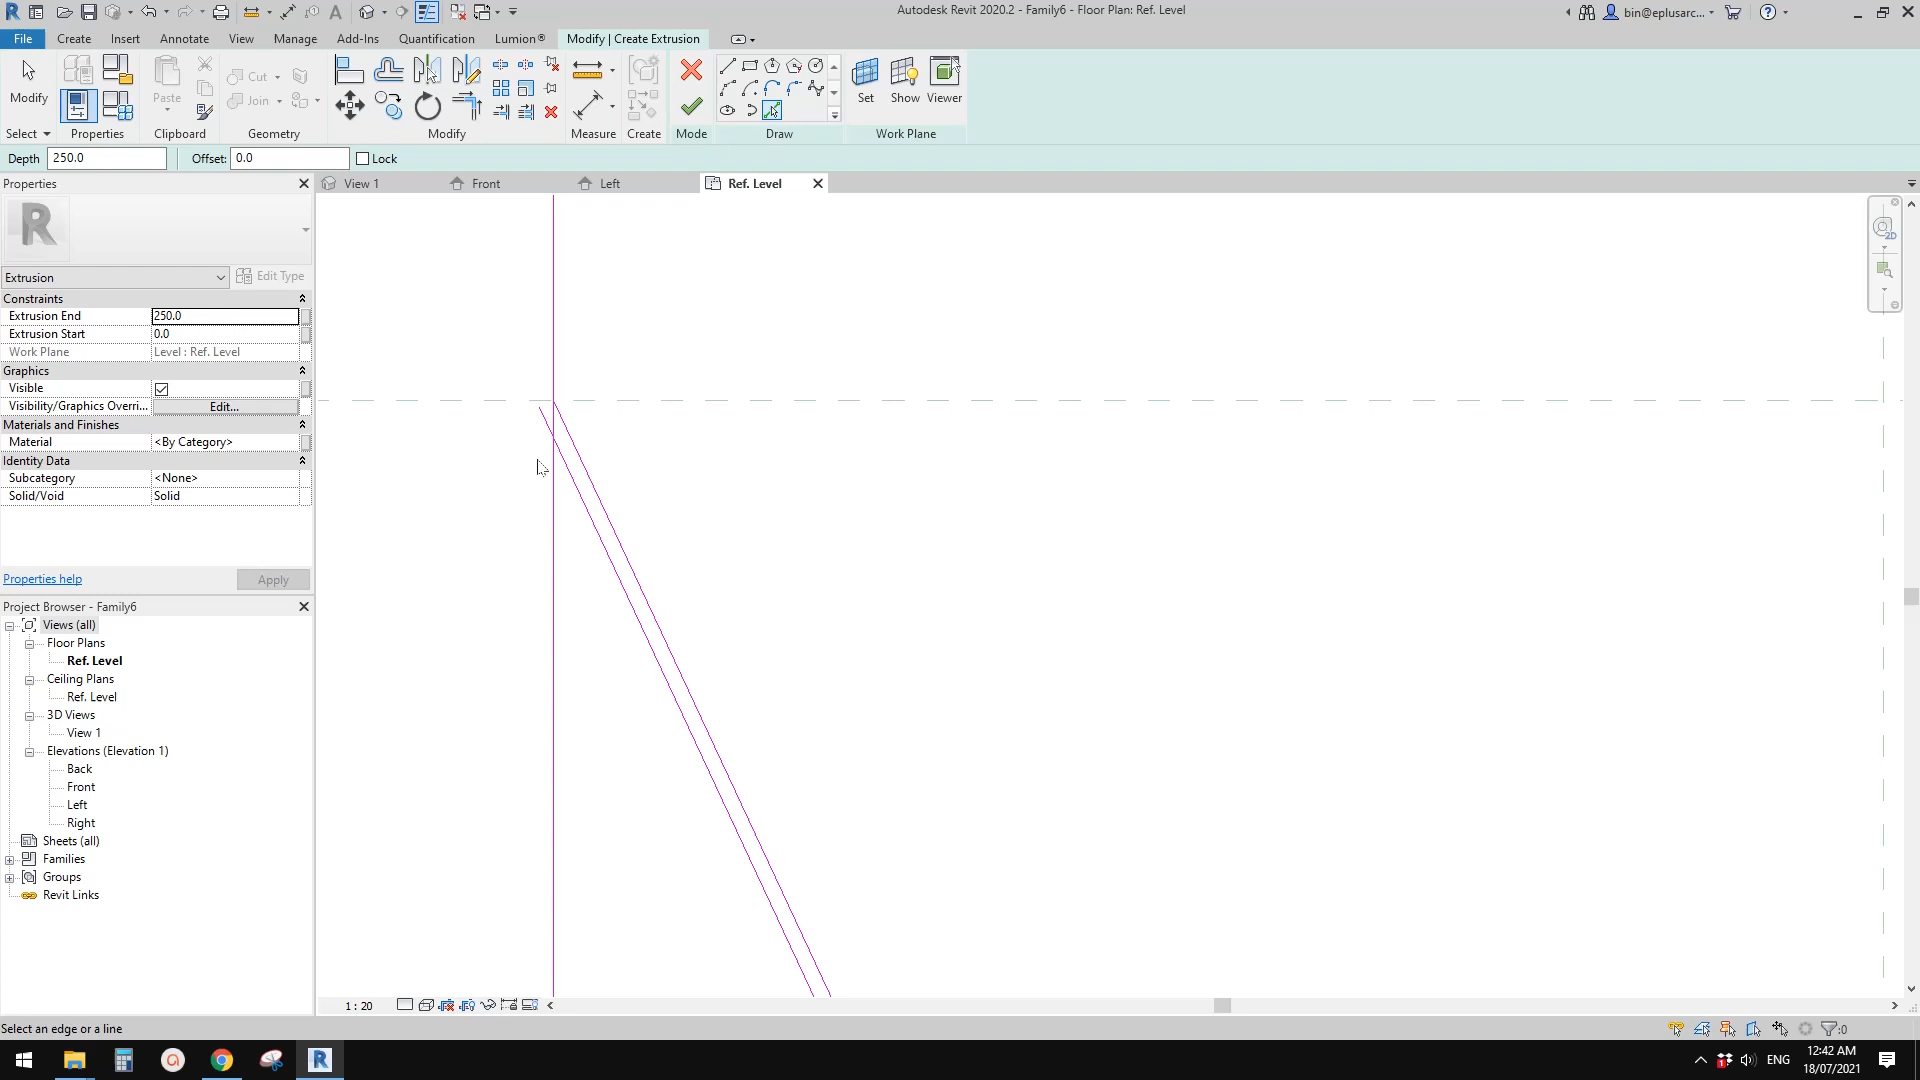 Autodesk Revit 2020.2 - Family6 - Floor Plan: Ref. Level
bin@eplusarc...
File Create Insert Annotate View Manage Add-Ins Quantification Lumion® Modify | Create Extrusion
Modify Paste Cut Join Set Show Viewer
Select Properties Clipboard Geometry Modify Measure Create Mode Draw Work Plane
Depth 250.0 Offset: 0.0 Lock
Properties View 1 Front Left Ref. Level
R
Extrusion Edit Type
Constraints
Extrusion End 250.0
Extrusion Start 0.0
Work Plane Level : Ref. Level
Graphics
Visible
Visibility/Graphics Overri... Edit...
Materials and Finishes
Material <By Category>
Identity Data
Subcategory <None>
Solid/Void Solid
Properties help Apply
Project Browser - Family6
Views (all)
Floor Plans
Ref. Level
Ceiling Plans
Ref. Level
3D Views
View 1
Elevations (Elevation 1)
Back
Front
Left
Right
Sheets (all)
Families
Groups
Revit Links
2D
1 : 20
Select an edge or a line
:0
ENG
12:42 AM
18/07/2021